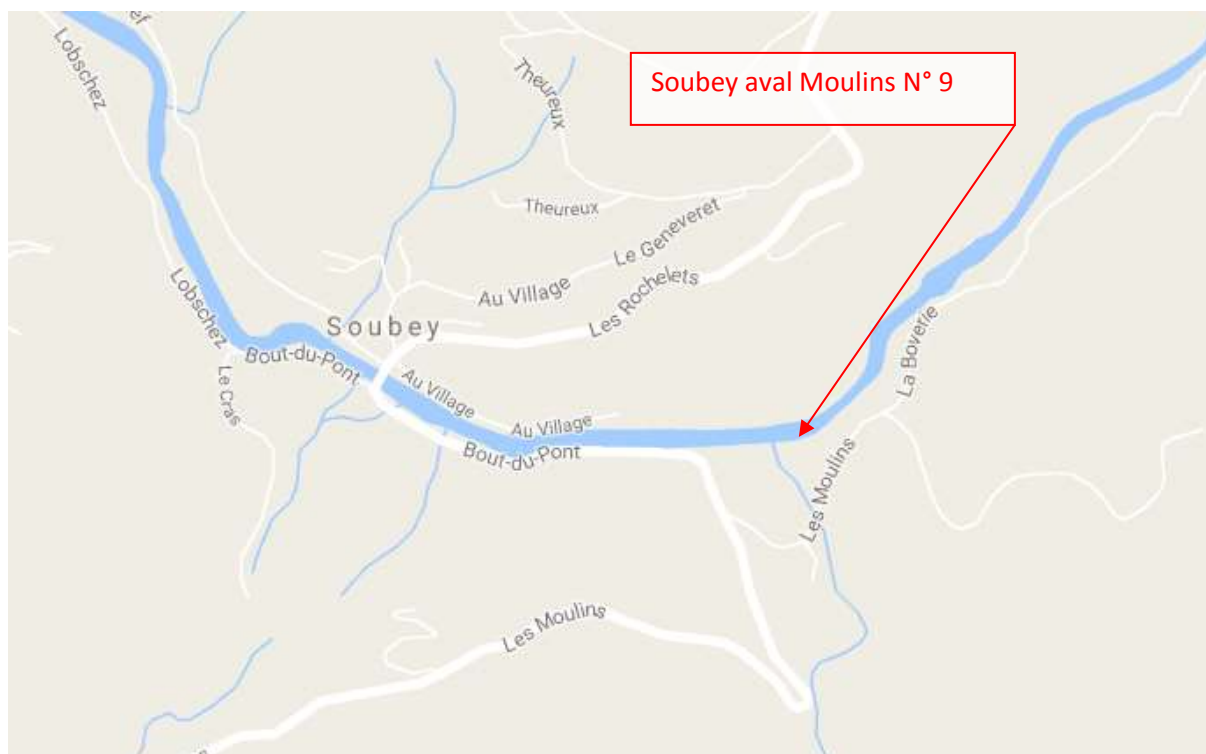 ef
Lobschez
Theureux
Soubey aval Moulins N° 9
Theureux
Le Geneveret
Au Village
Les Rochelets
Lobschez
Soubey
Bout-du-Pont
Le Cras
Au Village
Au Village
Bout-du-Pont
La Boverie
Les Moulins
Les Moulins